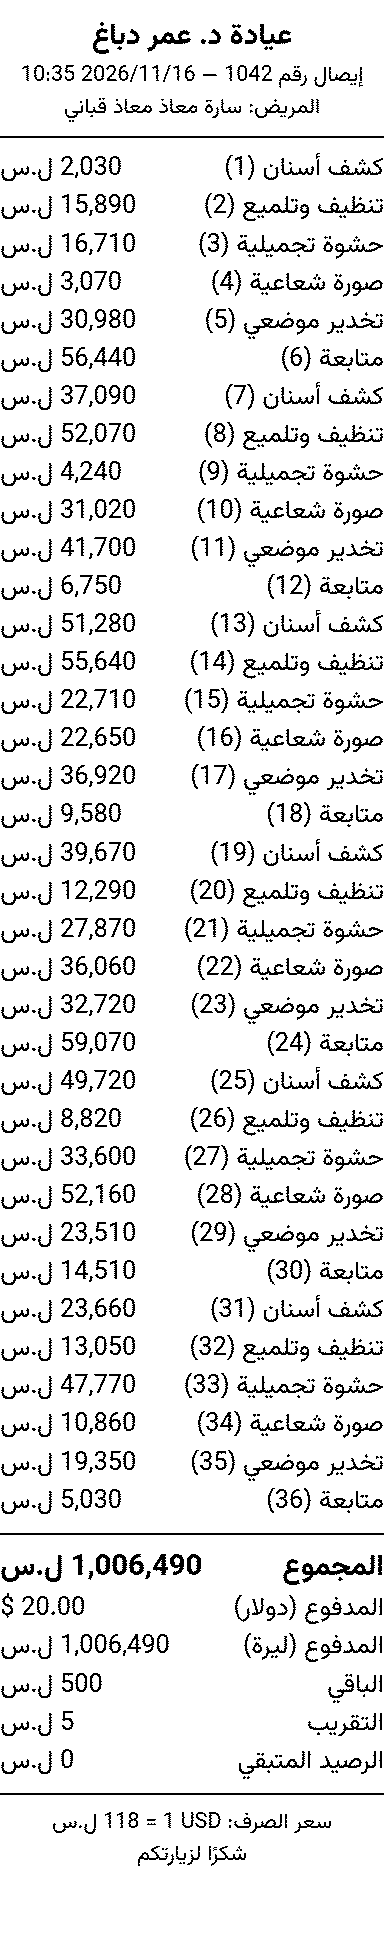 عيادة د. عمر دباغ
إيصال رقم 1042 — 2026/11/16 10:35
المريض: سارة معاذ معاذ قباني
كشف أسنان (1) 2,030 ل.س
تنظيف وتلميع (2) 15,890 ل.س
حشوة تجميلية (3) 16,710 ل.س
صورة شعاعية (4) 3,070 ل.س
تخدير موضعي (5) 30,980 ل.س
متابعة (6) 56,440 ل.س
كشف أسنان (7) 37,090 ل.س
تنظيف وتلميع (8) 52,070 ل.س
حشوة تجميلية (9) 4,240 ل.س
صورة شعاعية (10) 31,020 ل.س
تخدير موضعي (11) 41,700 ل.س
متابعة (12) 6,750 ل.س
كشف أسنان (13) 51,280 ل.س
تنظيف وتلميع (14) 55,640 ل.س
حشوة تجميلية (15) 22,710 ل.س
صورة شعاعية (16) 22,650 ل.س
تخدير موضعي (17) 36,920 ل.س
متابعة (18) 9,580 ل.س
كشف أسنان (19) 39,670 ل.س
تنظيف وتلميع (20) 12,290 ل.س
حشوة تجميلية (21) 27,870 ل.س
صورة شعاعية (22) 36,060 ل.س
تخدير موضعي (23) 32,720 ل.س
متابعة (24) 59,070 ل.س
كشف أسنان (25) 49,720 ل.س
تنظيف وتلميع (26) 8,820 ل.س
حشوة تجميلية (27) 33,600 ل.س
صورة شعاعية (28) 52,160 ل.س
تخدير موضعي (29) 23,510 ل.س
متابعة (30) 14,510 ل.س
كشف أسنان (31) 23,660 ل.س
تنظيف وتلميع (32) 13,050 ل.س
حشوة تجميلية (33) 47,770 ل.س
صورة شعاعية (34) 10,860 ل.س
تخدير موضعي (35) 19,350 ل.س
متابعة (36) 5,030 ل.س
المجموع 1,006,490 ل.س
المدفوع (دولار) 20.00 $
المدفوع (ليرة) 1,006,490 ل.س
الباقي 500 ل.س
التقريب 5 ل.س
الرصيد المتبقي 0 ل.س
سعر الصرف: 1 USD = 118 ل.س
شكرًا لزيارتكم